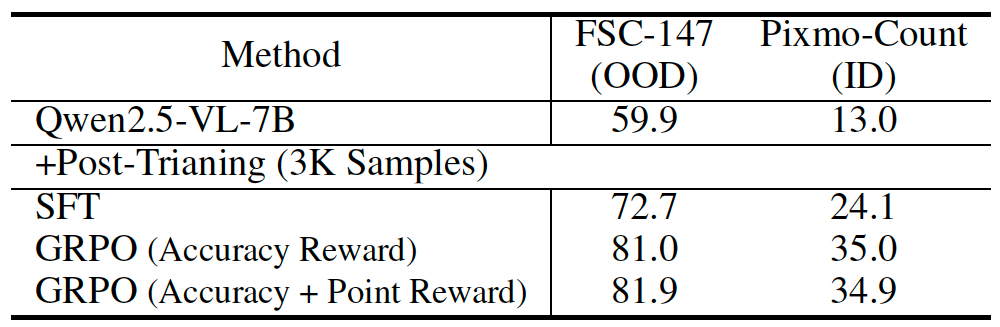 Method FSC-147 Pixmo-Count
(OOD) (ID)
Qwen2.5-VL-7B 59.9 13.0
+Post-Trianing (3K Samples)
SFT 72.7 24.1
GRPO (Accuracy Reward) 81.0 35.0
GRPO (Accuracy + Point Reward) 81.9 34.9